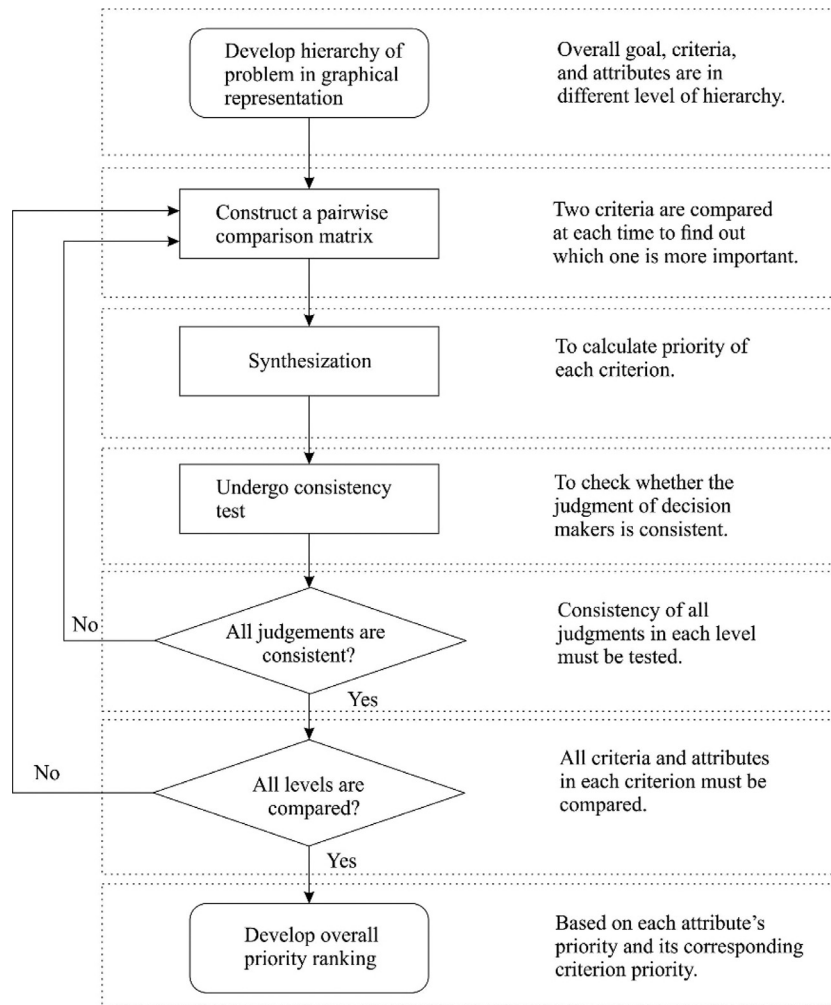 Develop hierarchy of
problem in graphical
representation
Overall goal, criteria,
and attributes are in
different level of hierarchy.
Construct a pairwise
comparison matrix
Two criteria are compared
at each time to find out
which one is more important.
Synthesization
To calculate priority of
each criterion.
Undergo consistency
test
To check whether the
judgment of decision
makers is consistent.
No
All judgements are
consistent?
Consistency of all
judgments in each level
must be tested.
Yes
No
All levels are
compared?
All criteria and attributes
in each criterion must be
compared.
Yes
Develop overall
priority ranking
Based on each attribute’s
priority and its corresponding
criterion priority.